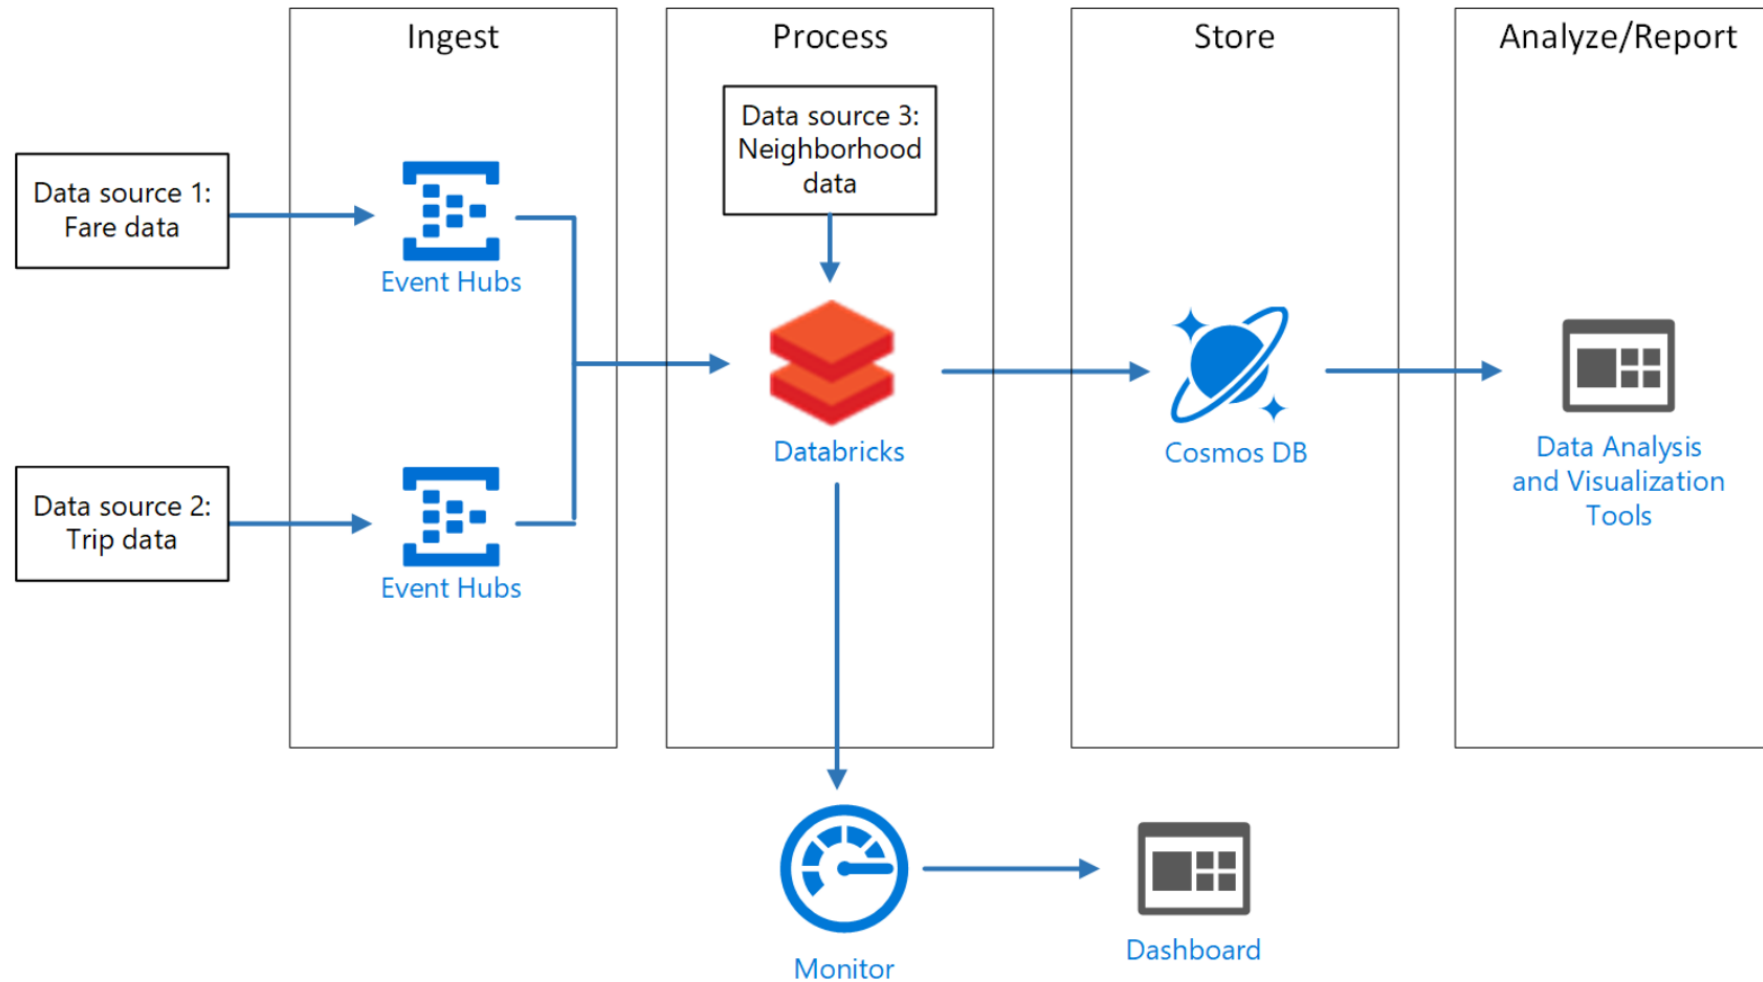 Ingest
Process
Store
Analyze/Report
Data source 1:
Fare data
Event Hubs
Data source 2:
Trip data
Event Hubs
Data source 3:
Neighborhood
data
Databricks
Cosmos DB
Data Analysis
and Visualization
Tools
Monitor
Dashboard